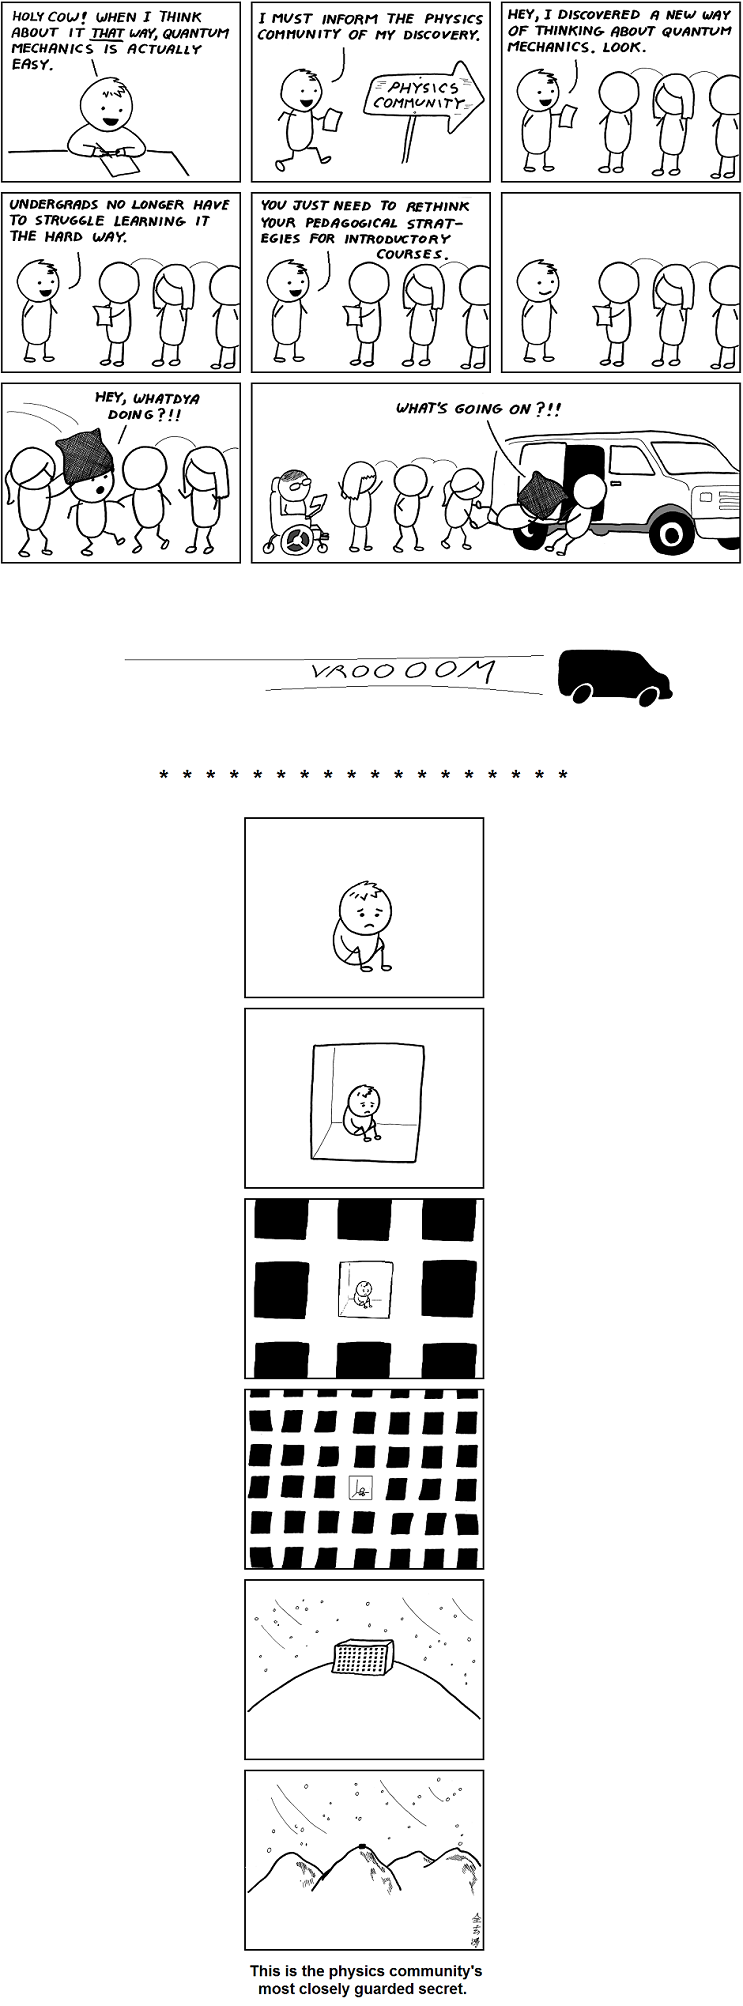 HOLY COW! WHEN I THINK
ABOUT IT THAT WAY, QUANTUM
MECHANICS IS ACTUALLY
EASY.
I MUST INFORM THE PHYSICS
COMMUNITY OF MY DISCOVERY.
PHYSICS
COMMUNITY
HEY, I DISCOVERED A NEW WAY
OF THINKING ABOUT QUANTUM
MECHANICS. LOOK.
UNDERGRADS NO LONGER HAVE
TO STRUGGLE LEARNING IT
THE HARD WAY.
YOU JUST NEED TO RETHINK
YOUR PEDAGOGICAL STRAT-
EGIES FOR INTRODUCTORY
COURSES.
HEY, WHATDYA
DOING?!!
WHAT'S GOING ON?!!
VROOOOM
* * * * * * * * * * * * * * * * * *
This is the physics community's
most closely guarded secret.